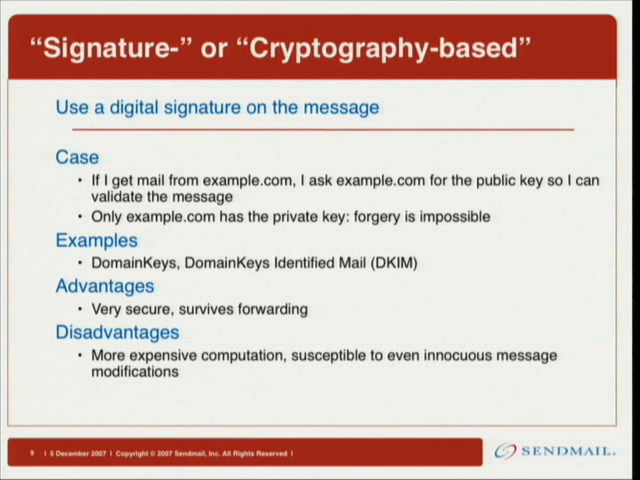 “Signature-” or “Cryptography-based”
Use a digital signature on the message
Case
• If I get mail from example.com, I ask example.com for the public key so I can
validate the message
• Only example.com has the private key: forgery is impossible
Examples
• DomainKeys, DomainKeys Identified Mail (DKIM)
Advantages
• Very secure, survives forwarding
Disadvantages
• More expensive computation, susceptible to even innocuous message
modifications
9 | 5 December 2007 | Copyright © 2007 Sendmail, Inc. All Rights Reserved |
SENDMAIL.